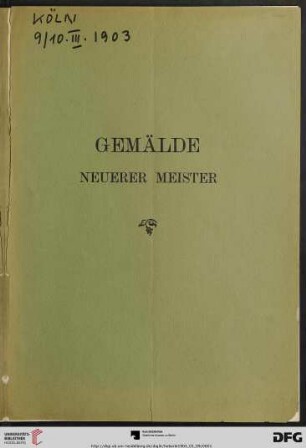 KÖLN
9/10.III.1903
GEMÄLDE
NEUERER MEISTER
UNIVERSITÄTS-
BIBLIOTHEK
HEIDELBERG
DFG